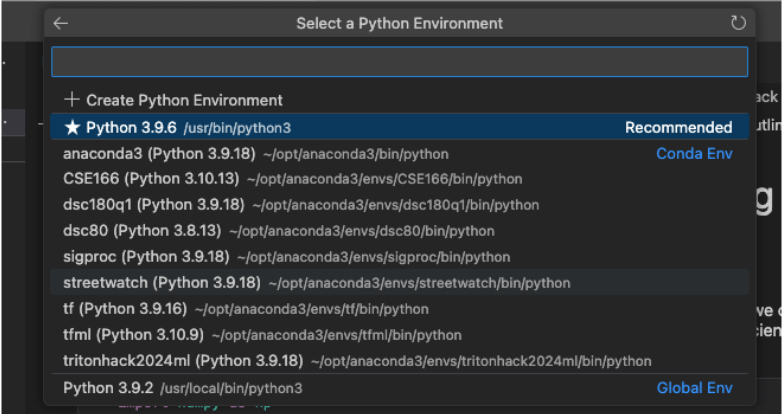 Select a Python Environment
+ Create Python Environment
★ Python 3.9.6 /usr/bin/python3 Recommended
anaconda3 (Python 3.9.18) ~/opt/anaconda3/bin/python Conda Env
CSE166 (Python 3.10.13) ~/opt/anaconda3/envs/CSE166/bin/python
dsc180q1 (Python 3.9.18) ~/opt/anaconda3/envs/dsc180q1/bin/python
dsc80 (Python 3.8.13) ~/opt/anaconda3/envs/dsc80/bin/python
sigproc (Python 3.9.18) ~/opt/anaconda3/envs/sigproc/bin/python
streetwatch (Python 3.9.18) ~/opt/anaconda3/envs/streetwatch/bin/python
tf (Python 3.9.16) ~/opt/anaconda3/envs/tf/bin/python
tfml (Python 3.10.9) ~/opt/anaconda3/envs/tfml/bin/python
tritonhack2024ml (Python 3.9.18) ~/opt/anaconda3/envs/tritonhack2024ml/bin/python
Python 3.9.2 /usr/local/bin/python3 Global Env